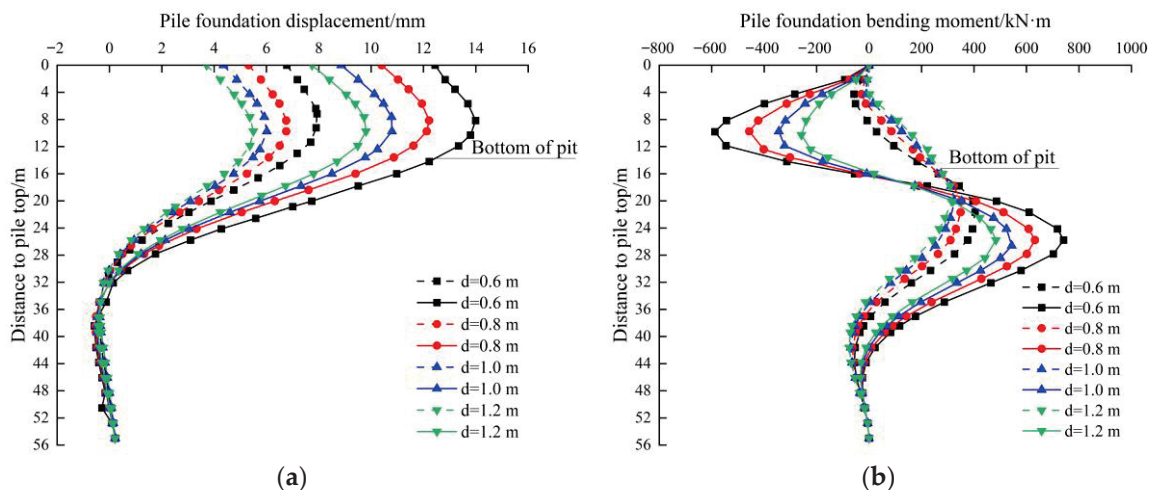 Pile foundation displacement/mm
−2 0 2 4 6 8 10 12 14 16
0
4
8
12
16
20
24
28
32
36
40
44
48
52
56
Distance to pile top/m
Bottom of pit
d=0.6 m
d=0.6 m
d=0.8 m
d=0.8 m
d=1.0 m
d=1.0 m
d=1.2 m
d=1.2 m
(a)
Pile foundation bending moment/kN·m
−800 −600 −400 −200 0 200 400 600 800 1000
0
4
8
12
16
20
24
28
32
36
40
44
48
52
56
Distance to pile top/m
Bottom of pit
d=0.6 m
d=0.6 m
d=0.8 m
d=0.8 m
d=1.0 m
d=1.0 m
d=1.2 m
d=1.2 m
(b)